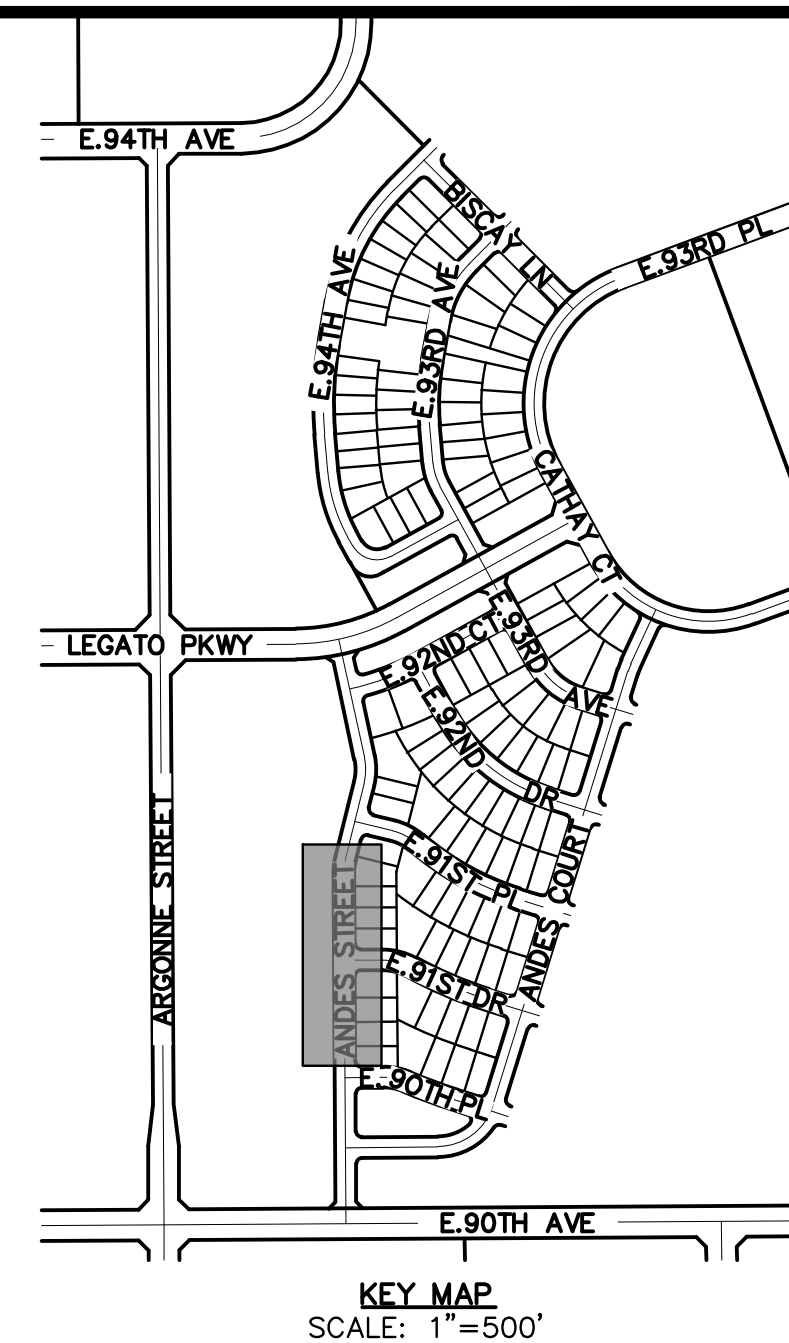 E.94TH AVE
BISCAY LN
E.93RD PL
E.94TH AVE
E.93RD AVE
CATHAY CT
LEGATO PKWY
E.92ND CT
E.93RD AVE
E.92ND DR
ARGONNE STREET
ANDES STREET
E.91ST PL
ANDES COURT
E.91ST DR
E.90TH PL
E.90TH AVE
KEY MAP
SCALE: 1"=500'